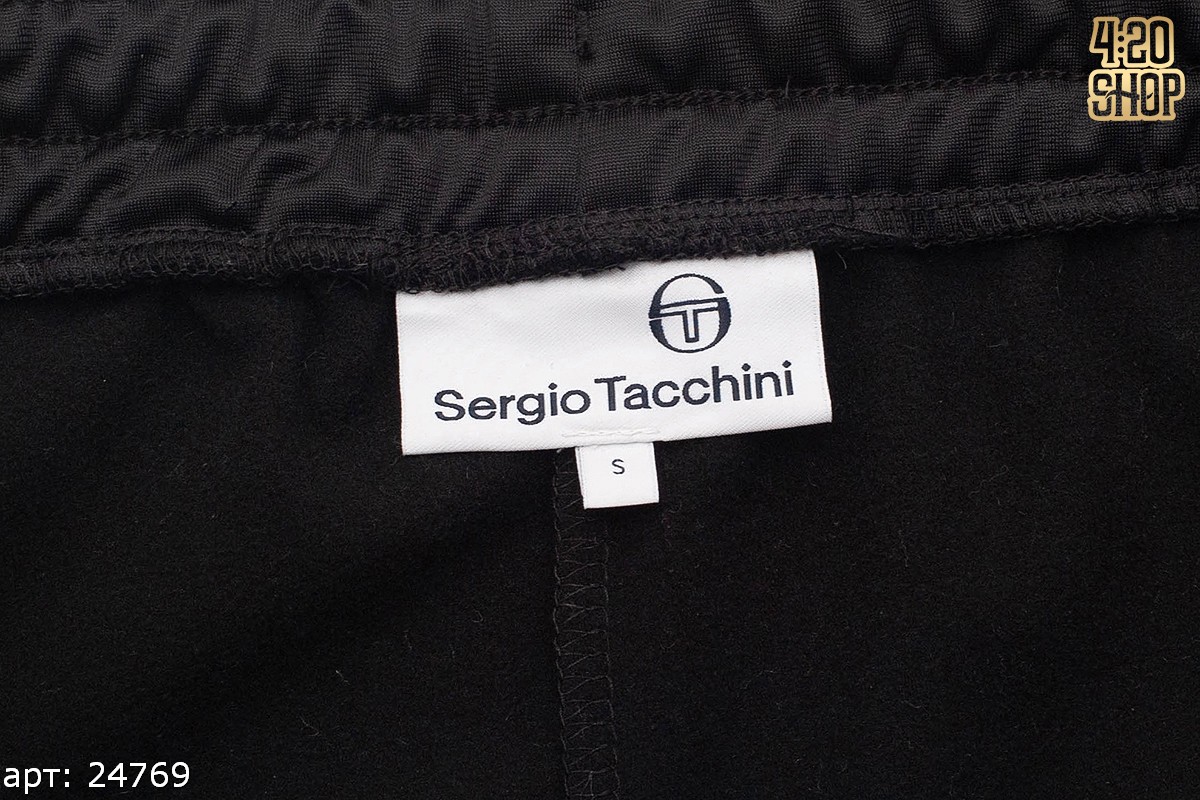 4:20
SHOP
Sergio Tacchini
S
арт: 24769